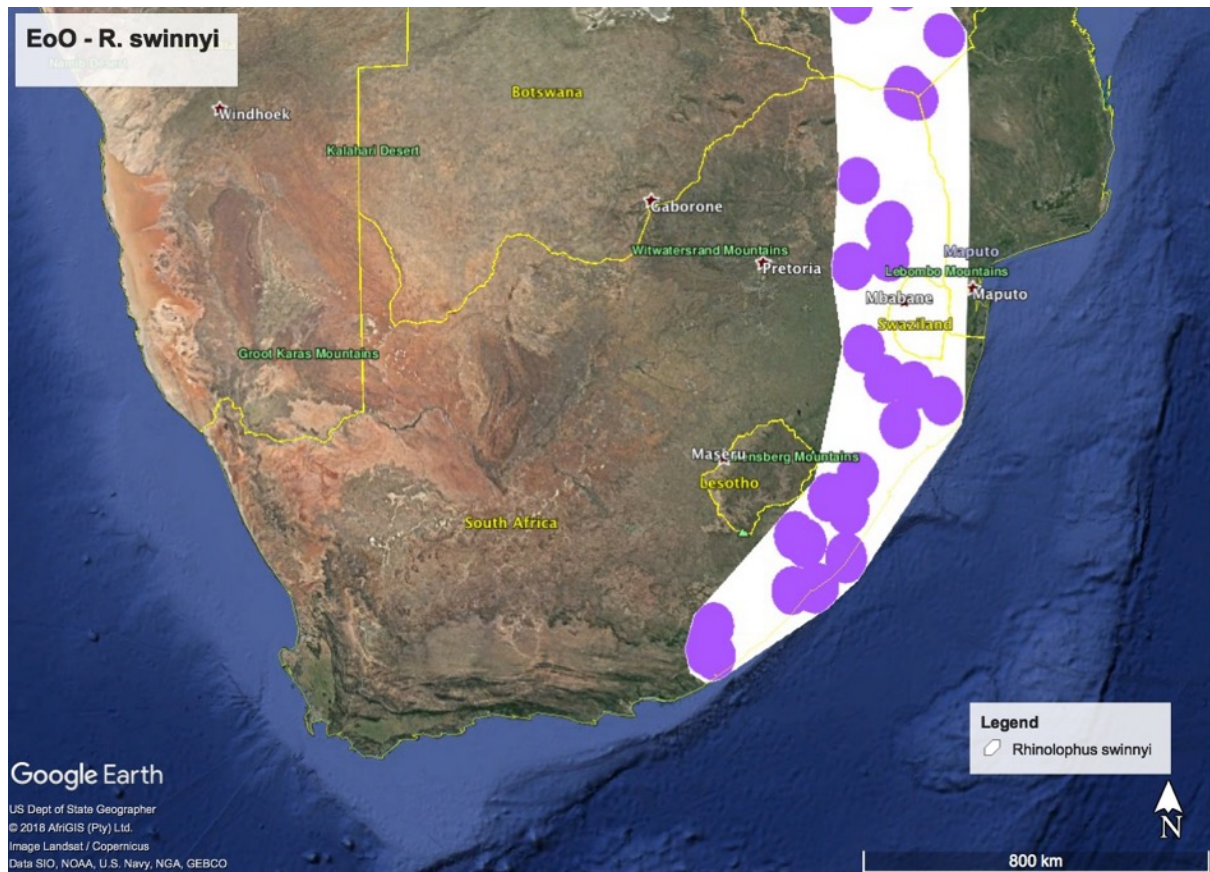 EoO - R. swinnyi
Namib Desert
Botswana
Windhoek
Kalahari Desert
Gaborone
Witwatersrand Mountains
Pretoria
Maputo
Lebombo Mountains
Mbabane
Maputo
Swaziland
Groot Karas Mountains
Maseru
nsberg Mountains
Lesotho
South Africa
Legend
Rhinolophus swinnyi
Google Earth
US Dept of State Geographer
© 2018 AfriGIS (Pty) Ltd.
Image Landsat / Copernicus
Data SIO, NOAA, U.S. Navy, NGA, GEBCO
N
800 km